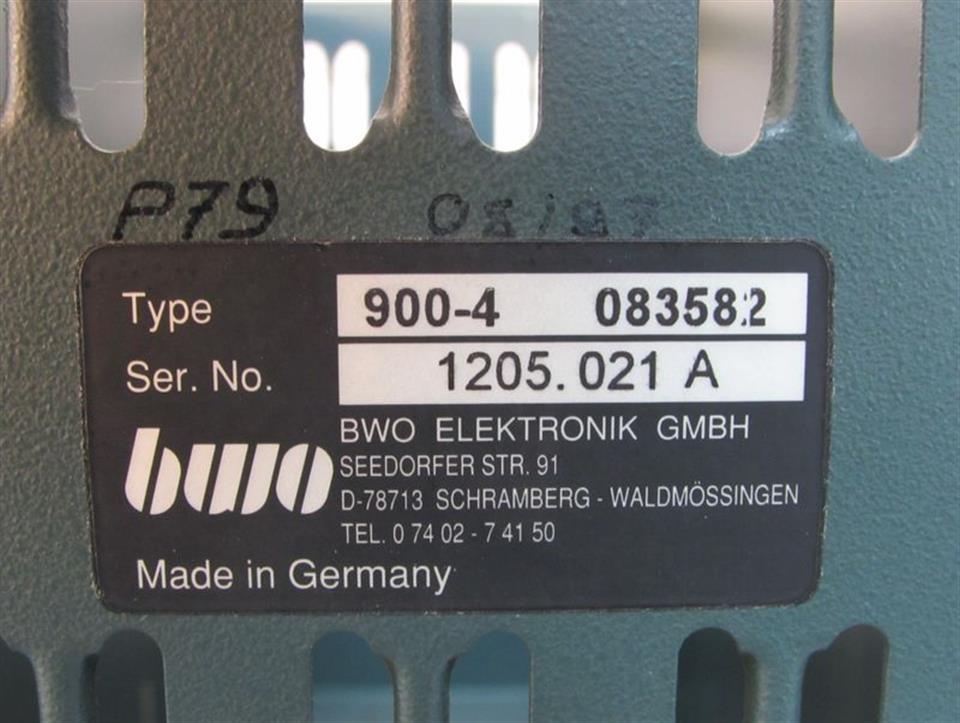 P79 08/97
Type 900-4 083582
Ser. No. 1205.021 A
bwo
BWO ELEKTRONIK GMBH
SEEDORFER STR. 91
D-78713 SCHRAMBERG - WALDMÖSSINGEN
TEL. 0 74 02 - 7 41 50
Made in Germany